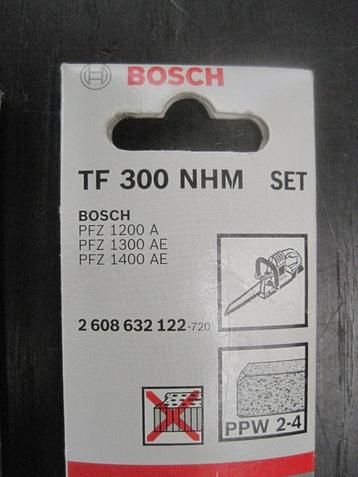 BOSCH
TF 300 NHM SET
BOSCH
PFZ 1200 A
PFZ 1300 AE
PFZ 1400 AE
2 608 632 122-720
PPW 2-4